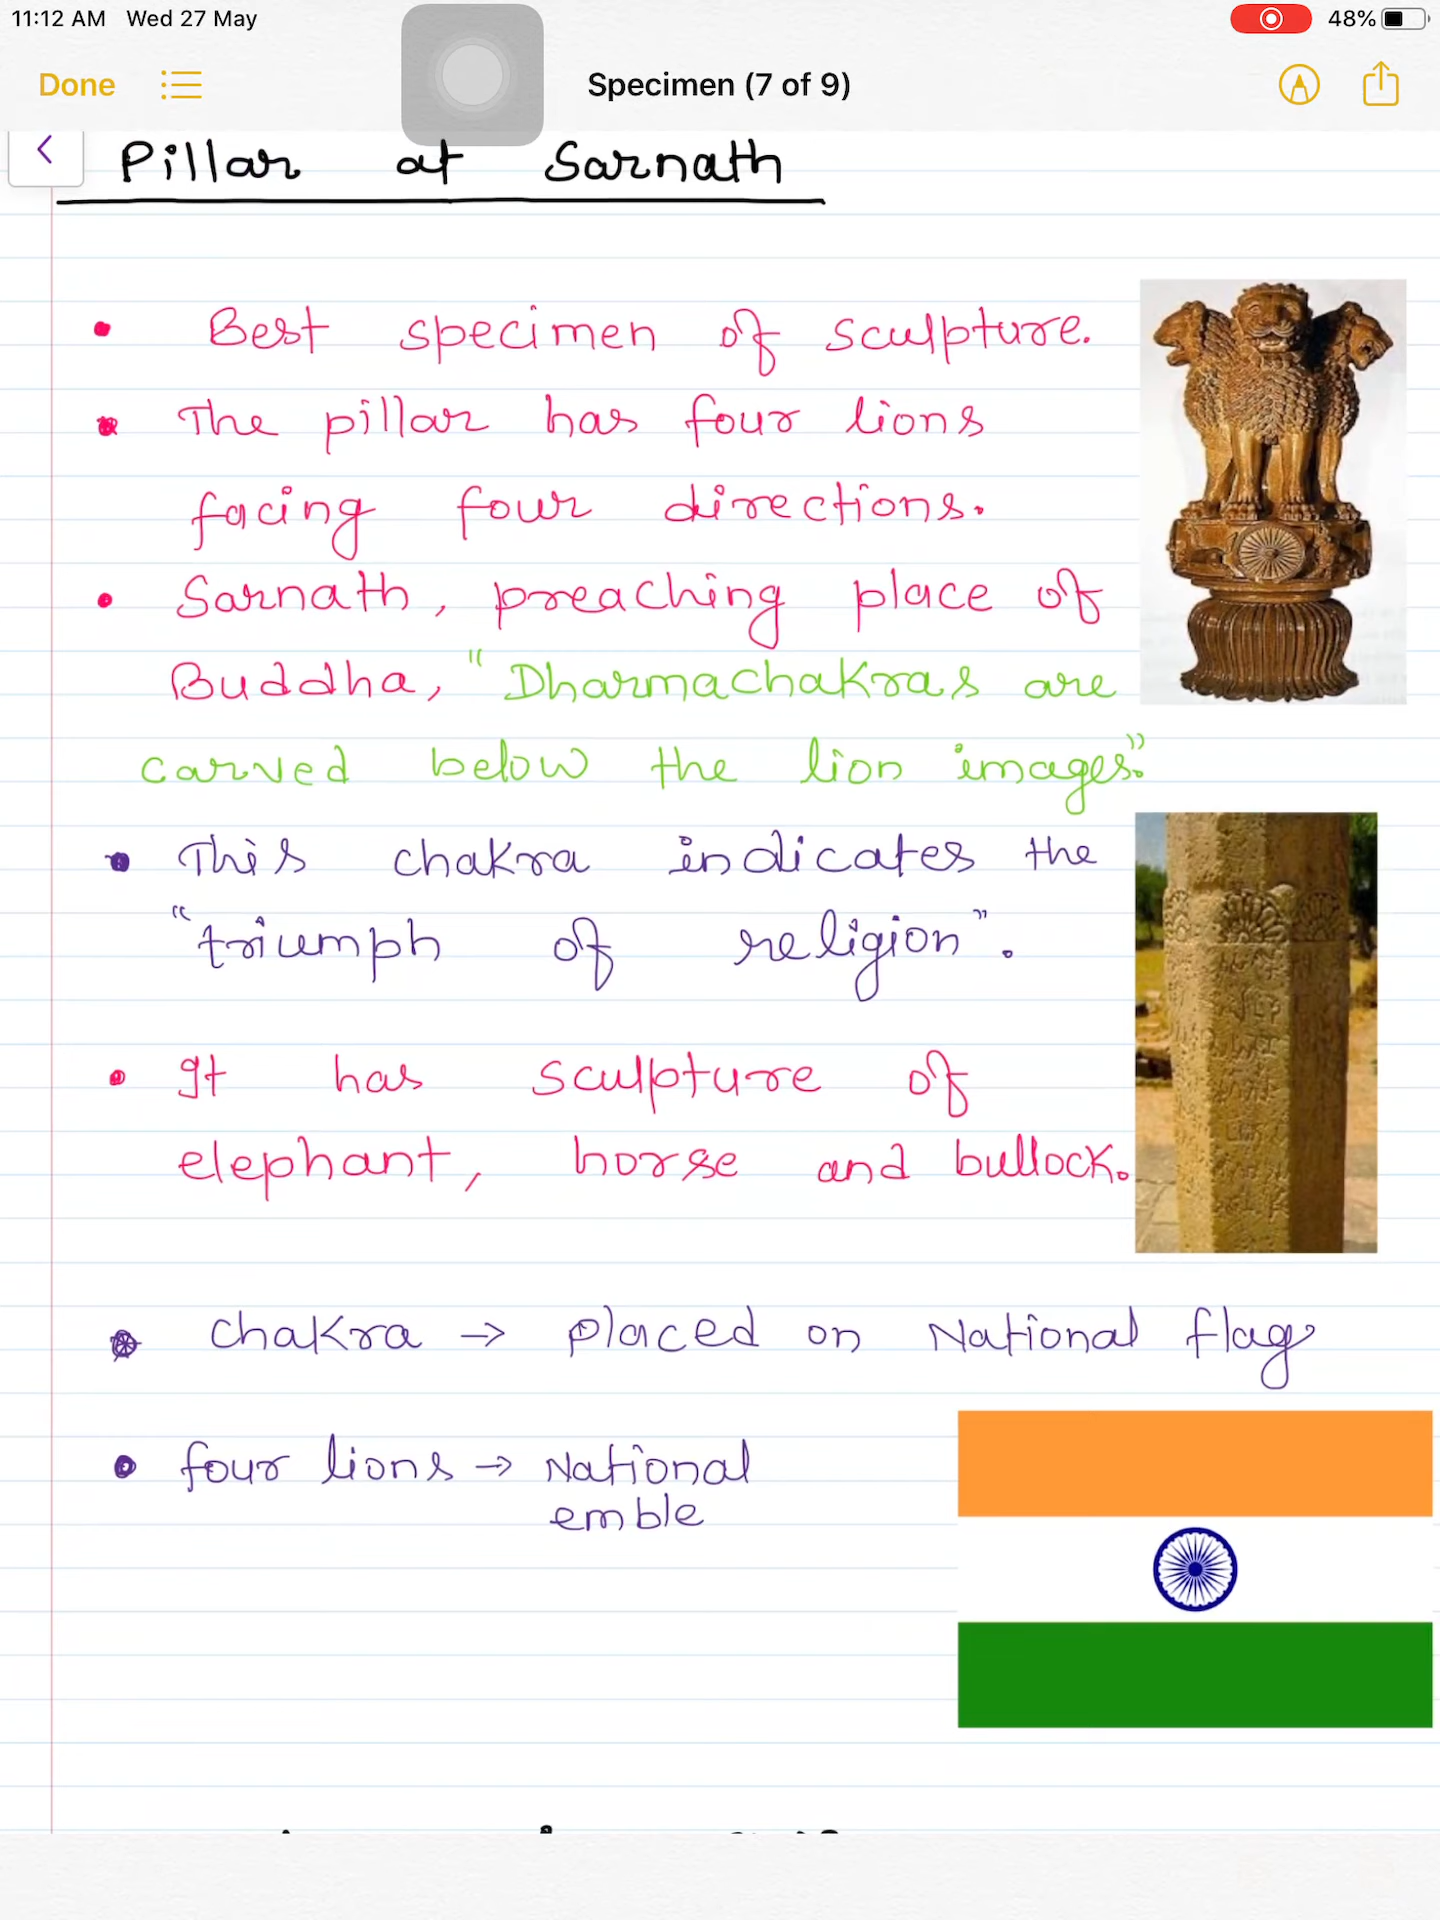 11:12 AM Wed 27 May 48%
Done Specimen (7 of 9)
Pillar at Sarnath
• Best specimen of sculpture.
• The pillar has four lions
facing four directions.
• Sarnath, preaching place of
Buddha, "Dharmachakras are
carved below the lion images".
• This chakra indicates the
"triumph of religion".
• It has sculpture of
elephant, horse and bullock.
• chakra → placed on National flag
• four lions → National
emble